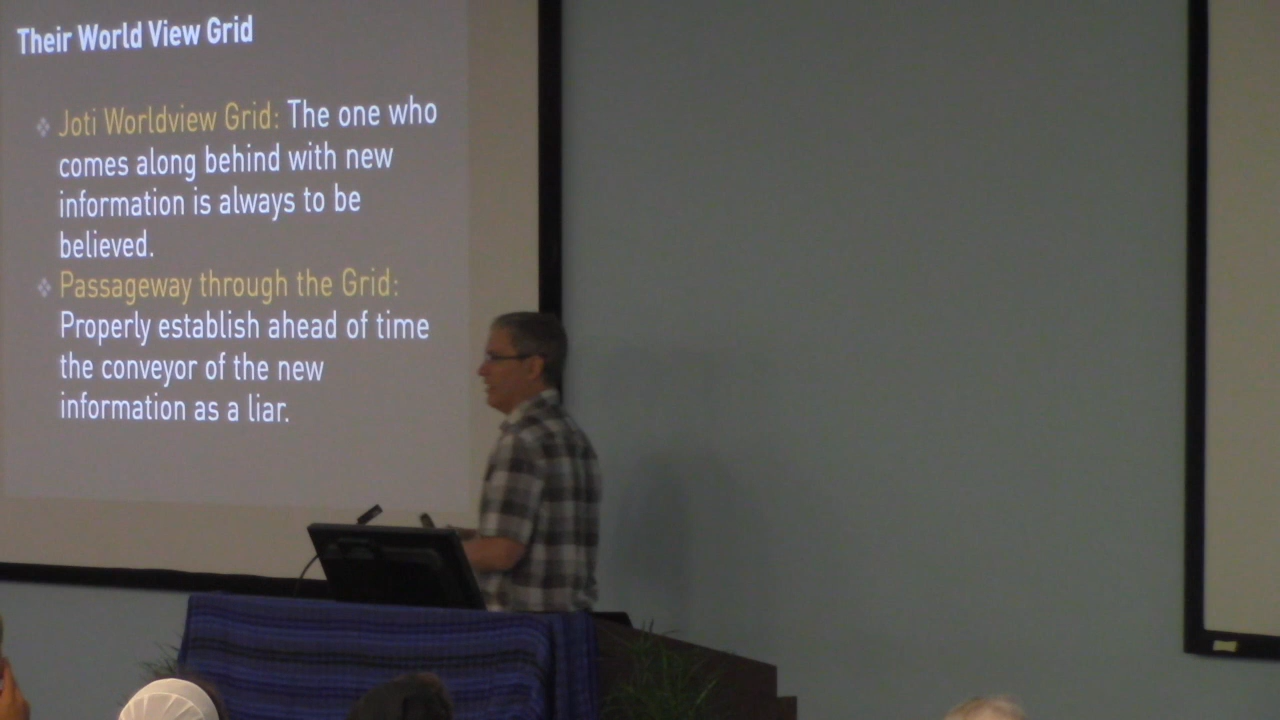 Their World View Grid
Joti Worldview Grid: The one who
comes along behind with new
information is always to be
believed.
Passageway through the Grid:
Properly establish ahead of time
the conveyor of the new
information as a liar.